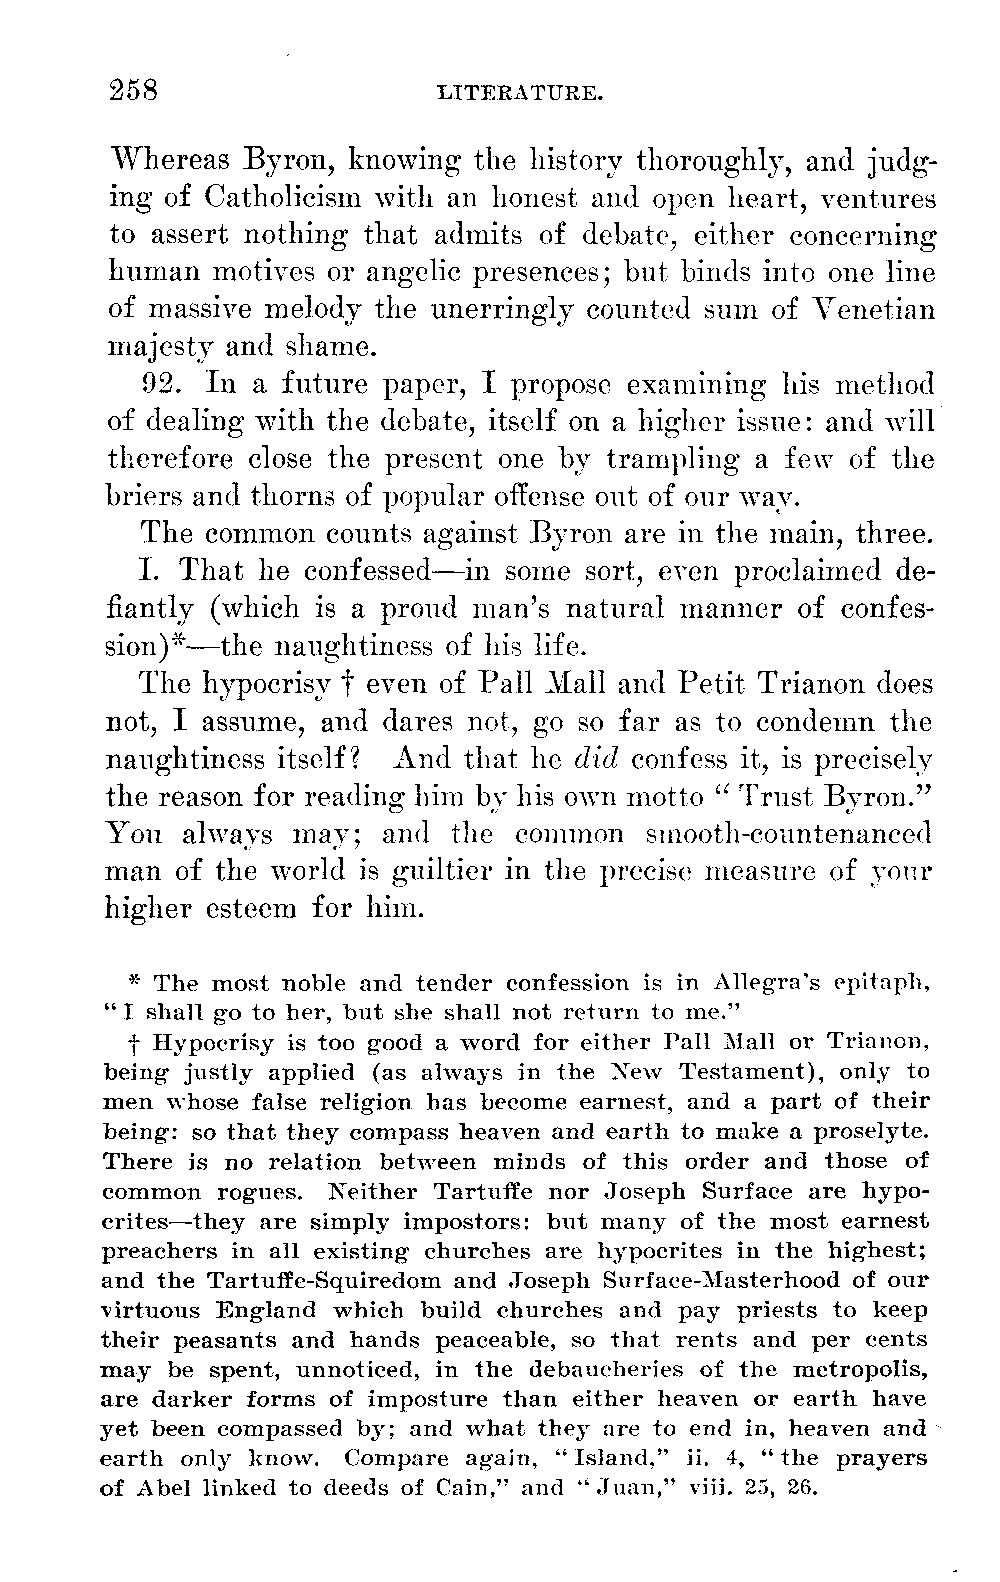 258 LITERATURE.
Whereas Byron, knowing the history thoroughly, and judg-
ing of Catholicism with an honest and open heart, ventures
to assert nothing that admits of debate, either concerning
human motives or angelic presences; but binds into one line
of massive melody the unerringly counted sum of Venetian
majesty and shame.
92. In a future paper, I propose examining his method
of dealing with the debate, itself on a higher issue: and will
therefore close the present one by trampling a few of the
briers and thorns of popular offense out of our way.
The common counts against Byron are in the main, three.
I. That he confessed—in some sort, even proclaimed de-
fiantly (which is a proud man's natural manner of confes-
sion)*—the naughtiness of his life.
The hypocrisy † even of Pall Mall and Petit Trianon does
not, I assume, and dares not, go so far as to condemn the
naughtiness itself? And that he did confess it, is precisely
the reason for reading him by his own motto "Trust Byron."
You always may; and the common smooth-countenanced
man of the world is guiltier in the precise measure of your
higher esteem for him.
* The most noble and tender confession is in Allegra's epitaph,
"I shall go to her, but she shall not return to me."
† Hypocrisy is too good a word for either Pall Mall or Trianon,
being justly applied (as always in the New Testament), only to
men whose false religion has become earnest, and a part of their
being: so that they compass heaven and earth to make a proselyte.
There is no relation between minds of this order and those of
common rogues. Neither Tartuffe nor Joseph Surface are hypo-
crites—they are simply impostors: but many of the most earnest
preachers in all existing churches are hypocrites in the highest;
and the Tartuffe-Squiredom and Joseph Surface-Masterhood of our
virtuous England which build churches and pay priests to keep
their peasants and hands peaceable, so that rents and per cents
may be spent, unnoticed, in the debaucheries of the metropolis,
are darker forms of imposture than either heaven or earth have
yet been compassed by; and what they are to end in, heaven and
earth only know. Compare again, "Island," ii. 4, "the prayers
of Abel linked to deeds of Cain," and "Juan," viii. 25, 26.